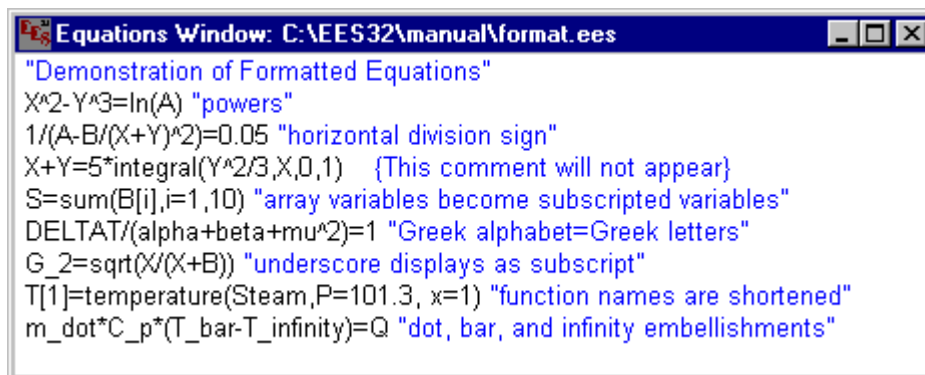 EES Equations Window: C:\EES32\manual\format.ees
"Demonstration of Formatted Equations"
X^2-Y^3=ln(A) "powers"
1/(A-B/(X+Y)^2)=0.05 "horizontal division sign"
X+Y=5*integral(Y^2/3,X,0,1) {This comment will not appear}
S=sum(B[i],i=1,10) "array variables become subscripted variables"
DELTAT/(alpha+beta+mu^2)=1 "Greek alphabet=Greek letters"
G_2=sqrt(X/(X+B)) "underscore displays as subscript"
T[1]=temperature(Steam,P=101.3, x=1) "function names are shortened"
m_dot*C_p*(T_bar-T_infinity)=Q "dot, bar, and infinity embellishments"